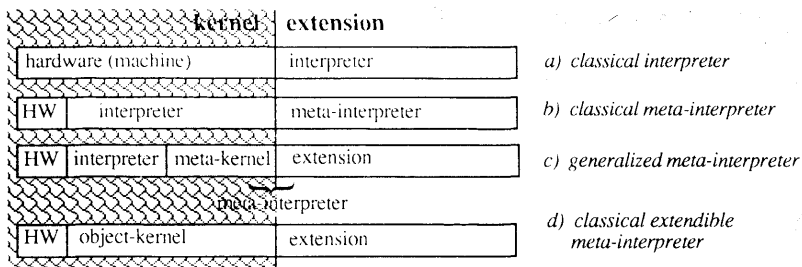 kernel extension
hardware (machine) interpreter a) classical interpreter
HW interpreter meta-interpreter b) classical meta-interpreter
HW interpreter meta-kernel extension c) generalized meta-interpreter
meta-interpreter
HW object-kernel extension d) classical extendible
meta-interpreter